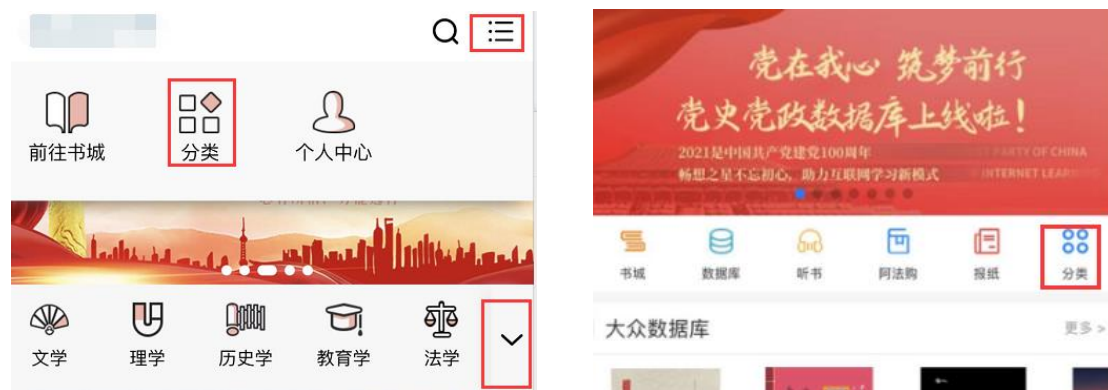 前往书城
分类
个人中心
文学
理学
历史学
教育学
法学
党在我心 筑梦前行
党史党政数据库上线啦！
2021是中国共产党建党100周年
畅想之星不忘初心，助力互联网学习新模式
PARTY OF CHINA
INTERNET LEARNING
书城
数据库
听书
阿法购
报纸
分类
大众数据库
更多 >